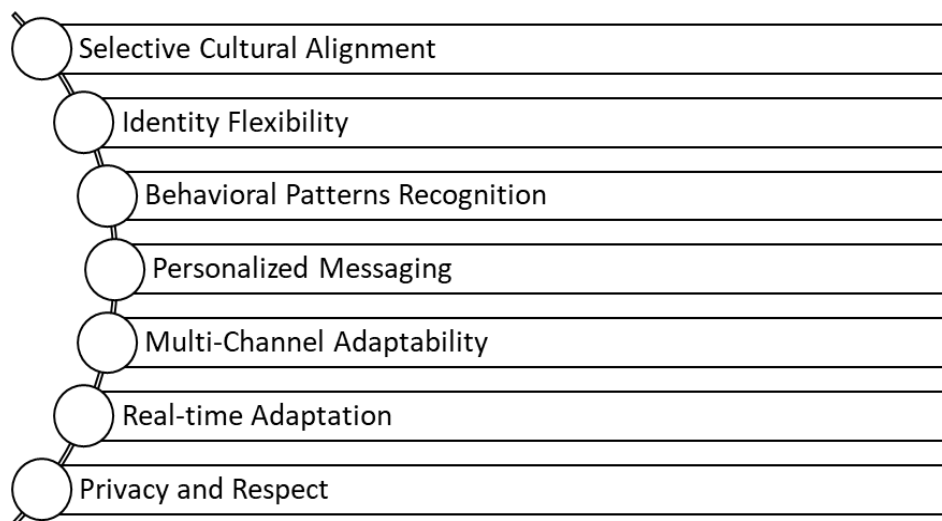 Selective Cultural Alignment
Identity Flexibility
Behavioral Patterns Recognition
Personalized Messaging
Multi-Channel Adaptability
Real-time Adaptation
Privacy and Respect